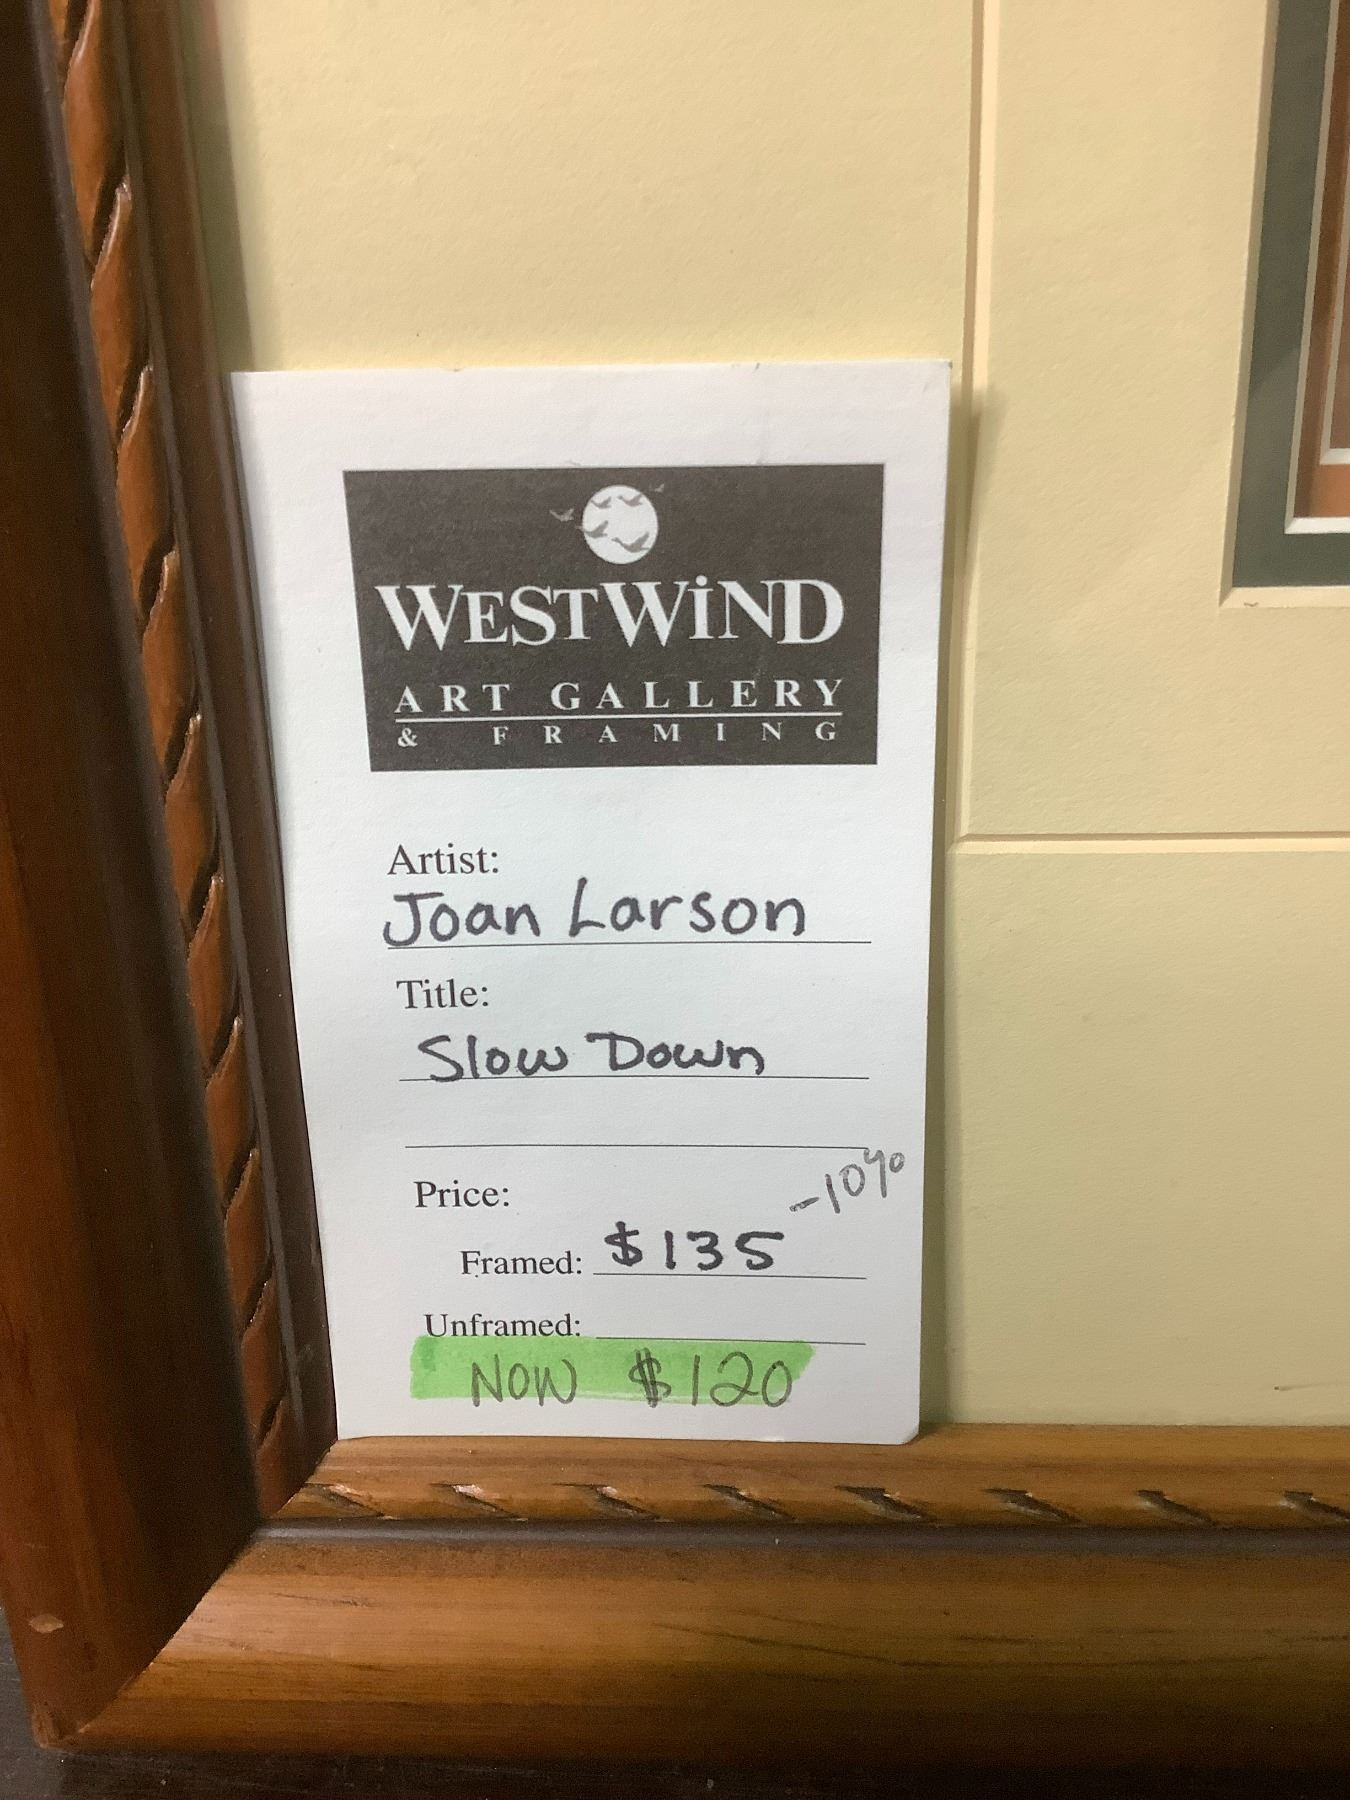 WESTWiND
ART GALLERY
& FRAMING
Artist:
Joan Larson
Title:
Slow Down
Price: -10%
Framed: $135
Unframed:
NOW $120